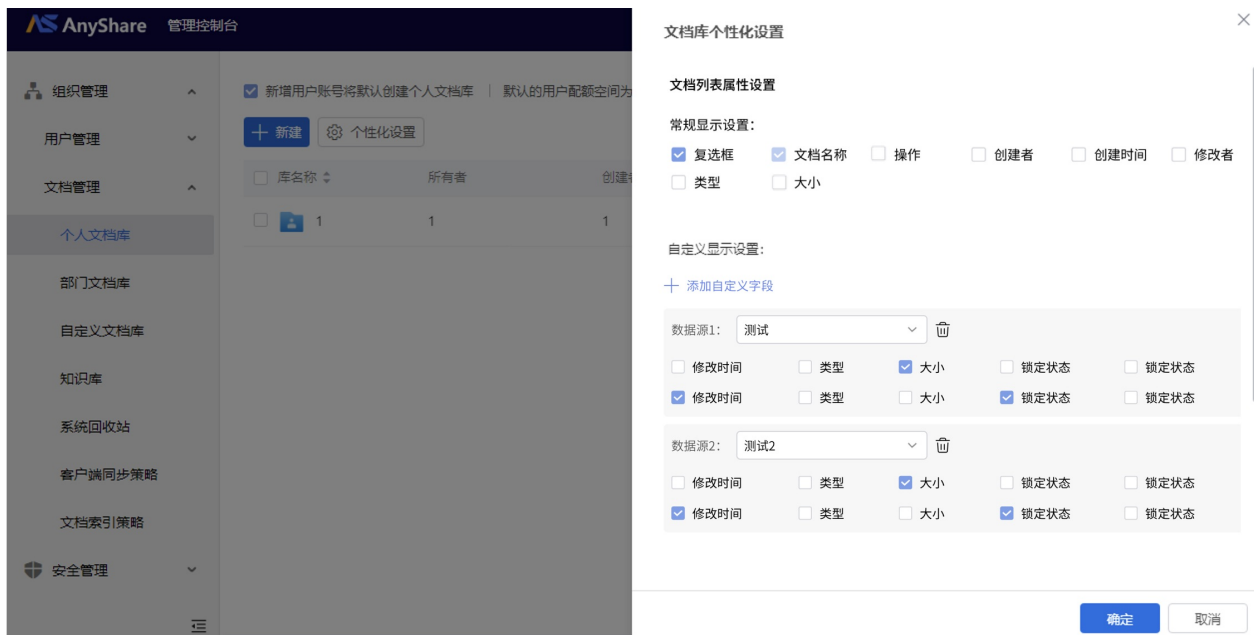 AnyShare 管理控制台
组织管理
用户管理
文档管理
个人文档库
部门文档库
自定义文档库
知识库
系统回收站
客户端同步策略
文档索引策略
安全管理
新增用户账号将默认创建个人文档库 | 默认的用户配额空间为
新建 个性化设置
库名称 所有者 创建者
1 1 1
文档库个性化设置
文档列表属性设置
常规显示设置:
复选框 文档名称 操作 创建者 创建时间 修改者
类型 大小
自定义显示设置:
添加自定义字段
数据源1: 测试
修改时间 类型 大小 锁定状态 锁定状态
修改时间 类型 大小 锁定状态 锁定状态
数据源2: 测试2
修改时间 类型 大小 锁定状态 锁定状态
修改时间 类型 大小 锁定状态 锁定状态
确定 取消